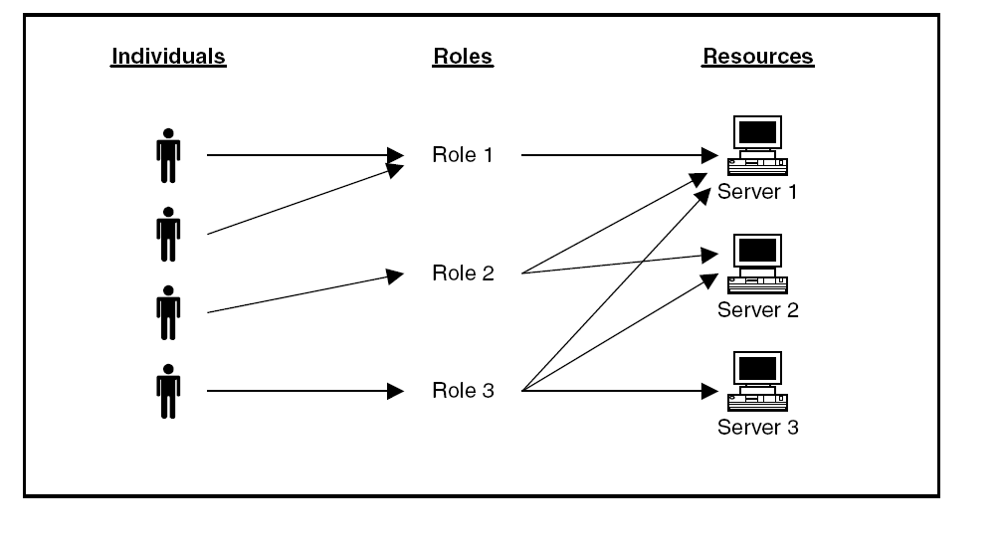 Individuals Roles Resources
Role 1
Server 1
Role 2
Server 2
Role 3
Server 3